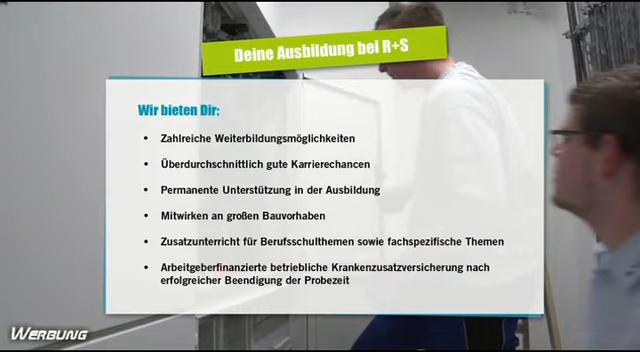 Deine Ausbildung bei R+S
Wir bieten Dir:
• Zahlreiche Weiterbildungsmöglichkeiten
• Überdurchschnittlich gute Karrierechancen
• Permanente Unterstützung in der Ausbildung
• Mitwirken an großen Bauvorhaben
• Zusatzunterricht für Berufsschulthemen sowie fachspezifische Themen
• Arbeitgeberfinanzierte betriebliche Krankenzusatzversicherung nach
erfolgreicher Beendigung der Probezeit
WERBUNG